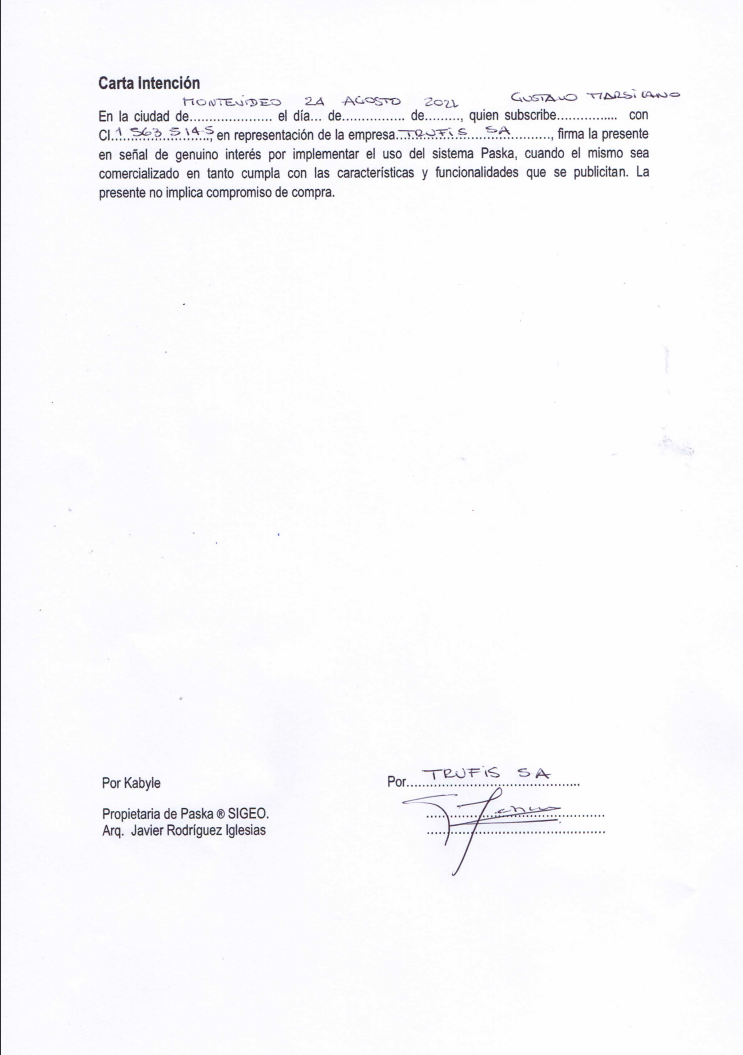 Carta Intención
MONTEVIDEO 24 AGOSTO 2021 GUSTAVO MARSICANO
En la ciudad de..................... el día... de................ de........., quien subscribe............... con
CI.1 563 514-5, en representación de la empresa. TRUFIS SA .........., firma la presente
en señal de genuino interés por implementar el uso del sistema Paska, cuando el mismo sea
comercializado en tanto cumpla con las características y funcionalidades que se publicitan. La
presente no implica compromiso de compra.
Por Kabyle
Por TRUFIS SA
Propietaria de Paska ® SIGEO.
Arq. Javier Rodríguez Iglesias